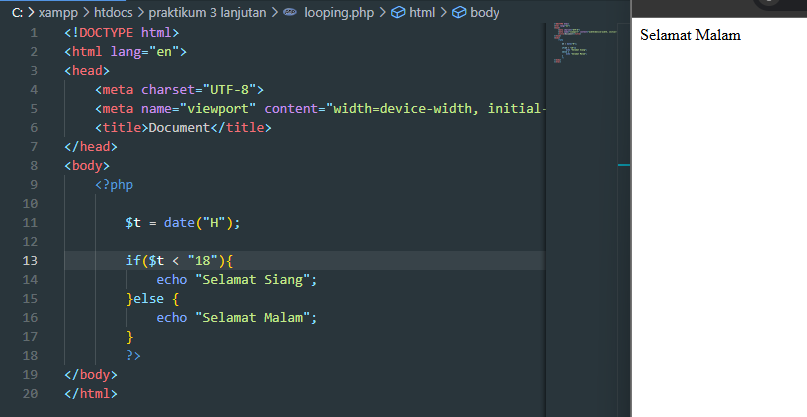 C: > xampp > htdocs > praktikum 3 lanjutan > looping.php > html > body
1 <!DOCTYPE html>
2 <html lang="en">
3 <head>
4 <meta charset="UTF-8">
5 <meta name="viewport" content="width=device-width, initial-
6 <title>Document</title>
7 </head>
8 <body>
9 <?php
10
11 $t = date("H");
12
13 if($t < "18"){
14 echo "Selamat Siang";
15 }else {
16 echo "Selamat Malam";
17 }
18 ?>
19 </body>
20 </html>
Selamat Malam